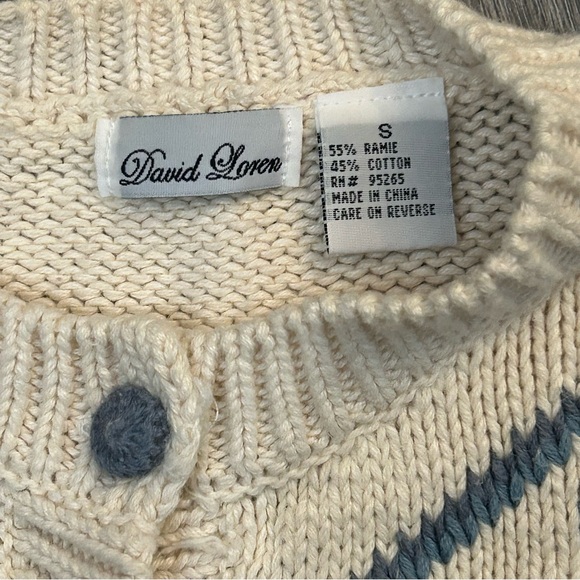 David Loren
S
55% RAMIE
45% COTTON
RN# 95265
MADE IN CHINA
CARE ON REVERSE